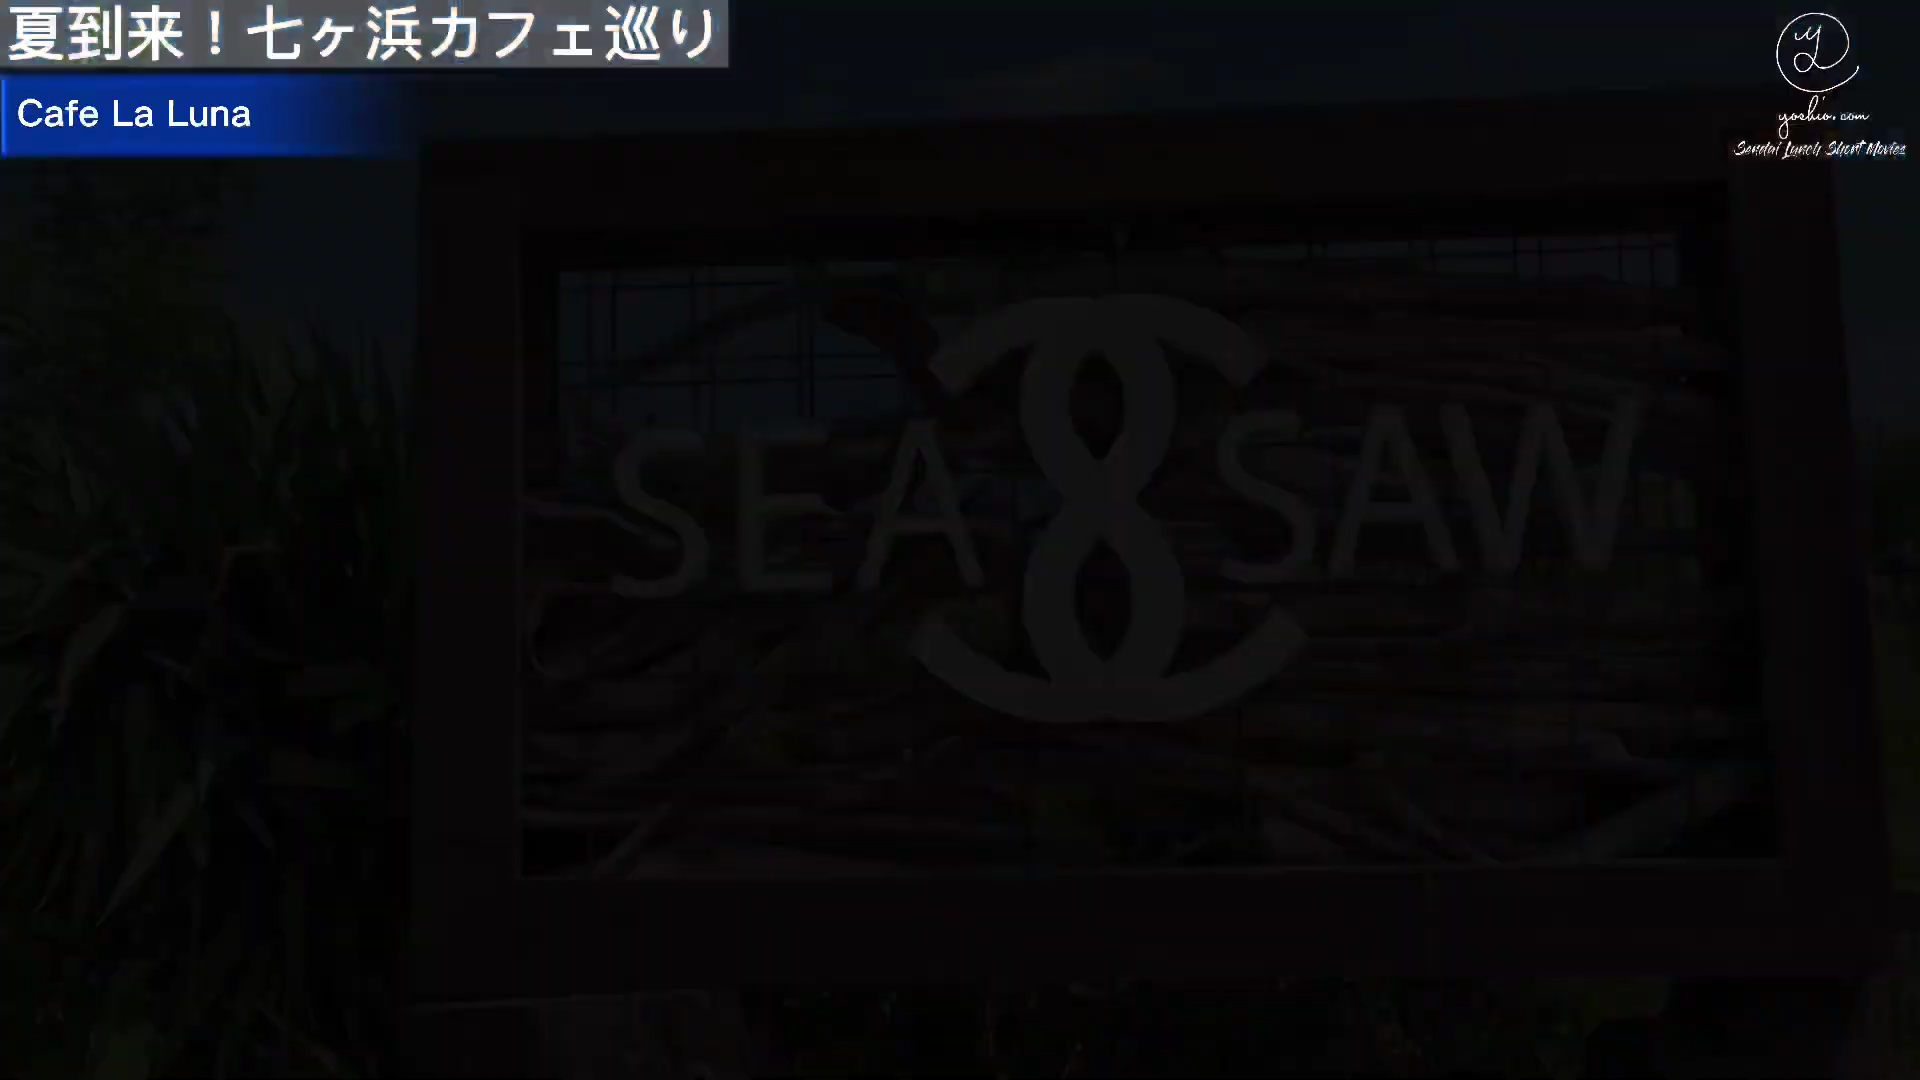 夏到来！七ヶ浜カフェ巡り
Cafe La Luna
yoshio.com
Sendai Lunch Short Movies
SEA SAW